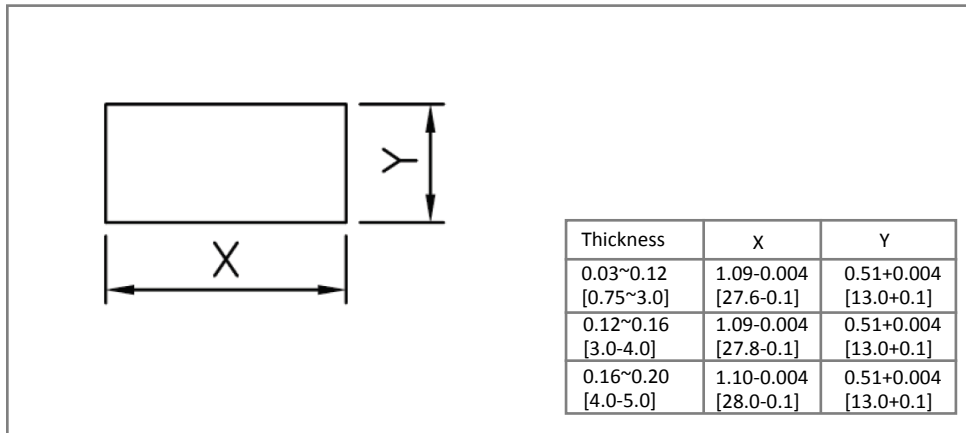 Y
X
Thickness X Y
0.03~0.12 1.09-0.004 0.51+0.004
[0.75~3.0] [27.6-0.1] [13.0+0.1]
0.12~0.16 1.09-0.004 0.51+0.004
[3.0-4.0] [27.8-0.1] [13.0+0.1]
0.16~0.20 1.10-0.004 0.51+0.004
[4.0-5.0] [28.0-0.1] [13.0+0.1]